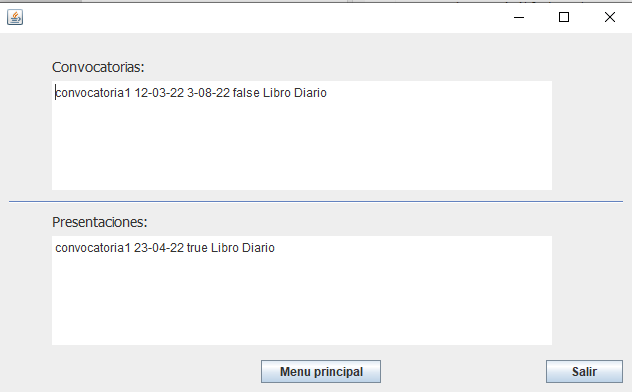 Convocatorias:
convocatoria1 12-03-22 3-08-22 false Libro Diario
Presentaciones:
convocatoria1 23-04-22 true Libro Diario
Menu principal
Salir